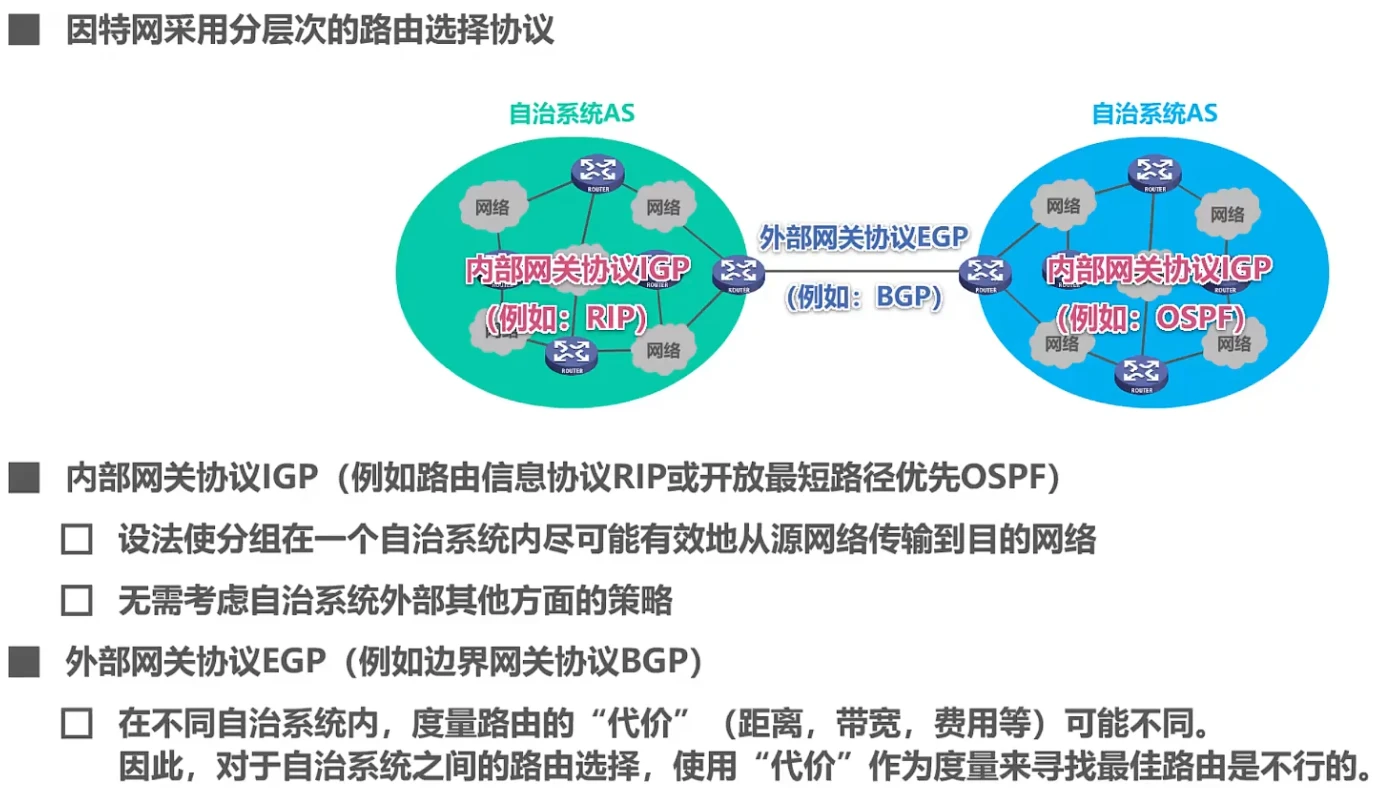 因特网采用分层次的路由选择协议
自治系统AS
自治系统AS
ROUTER
ROUTER
网络
网络
网络
网络
外部网关协议EGP
内部网关协议IGP
内部网关协议IGP
ROUTER
ROUTER
ROUTER
ROUTER
ROUTER
ROUTER
(例如：BGP)
(例如：RIP)
(例如：OSPF)
网络
网络
网络
网络
ROUTER
ROUTER
内部网关协议IGP（例如路由信息协议RIP或开放最短路径优先OSPF）
设法使分组在一个自治系统内尽可能有效地从源网络传输到目的网络
无需考虑自治系统外部其他方面的策略
外部网关协议EGP（例如边界网关协议BGP）
在不同自治系统内，度量路由的“代价”（距离，带宽，费用等）可能不同。
因此，对于自治系统之间的路由选择，使用“代价”作为度量来寻找最佳路由是不行的。